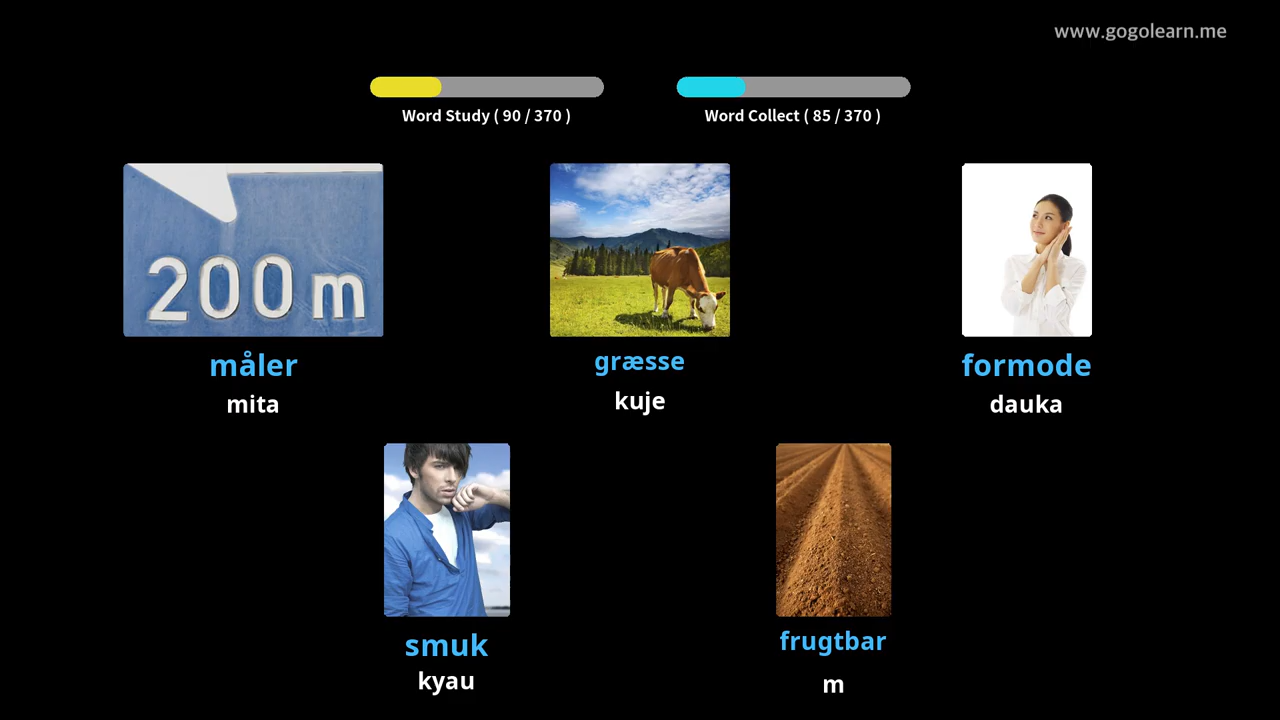 www.gogolearn.me
Word Study ( 90 / 370 )
Word Collect ( 85 / 370 )
200 m
måler
mita
græsse
kuje
formode
dauka
smuk
kyau
frugtbar
m